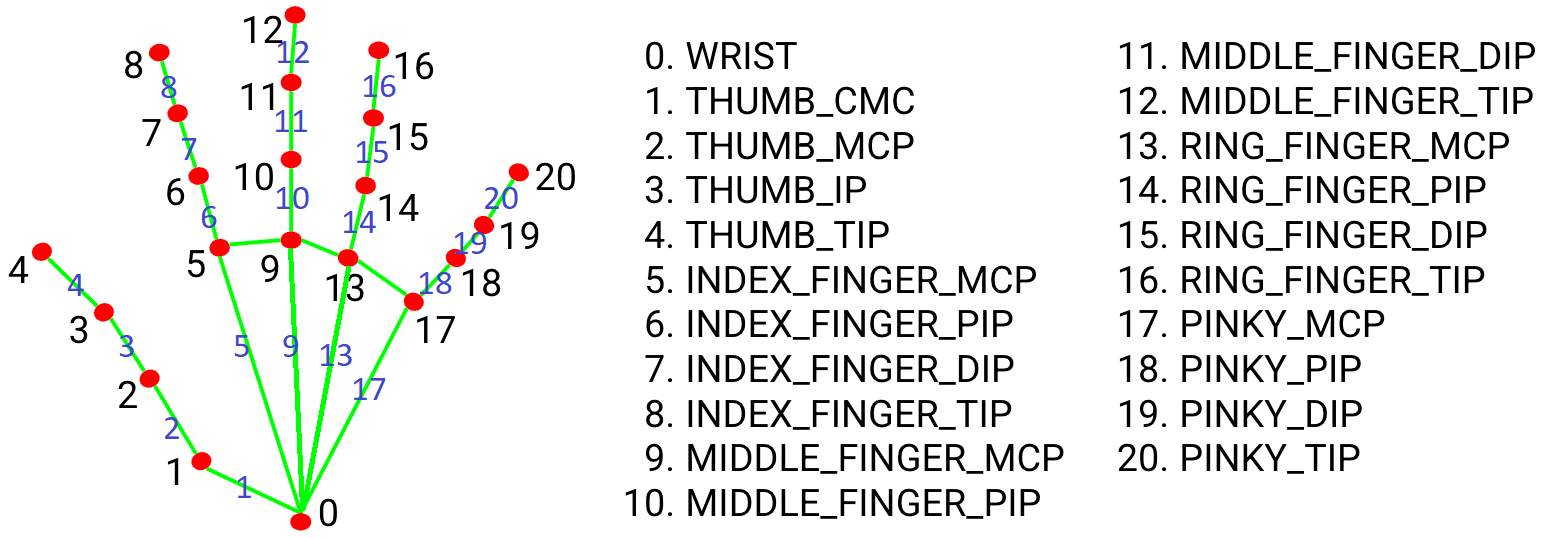 12
12
8
8
16
16
11
11
7
7
15
15
10
10
6
6
14
14
20
20
5
5
9
9
13
13
19
19
18
18
17
17
4
4
3
3
2
2
1
1
0
0. WRIST
1. THUMB_CMC
2. THUMB_MCP
3. THUMB_IP
4. THUMB_TIP
5. INDEX_FINGER_MCP
6. INDEX_FINGER_PIP
7. INDEX_FINGER_DIP
8. INDEX_FINGER_TIP
9. MIDDLE_FINGER_MCP
10. MIDDLE_FINGER_PIP
11. MIDDLE_FINGER_DIP
12. MIDDLE_FINGER_TIP
13. RING_FINGER_MCP
14. RING_FINGER_PIP
15. RING_FINGER_DIP
16. RING_FINGER_TIP
17. PINKY_MCP
18. PINKY_PIP
19. PINKY_DIP
20. PINKY_TIP